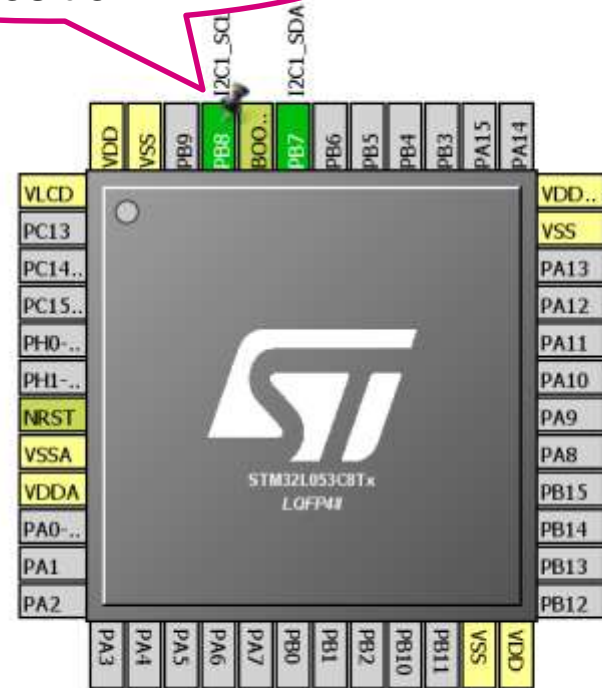 I2C1_SCL
I2C1_SDA
VDD
VSS
PB9
PB8
BOO..
PB7
PB6
PB5
PB4
PB3
PA15
PA14
VLCD
PC13
PC14..
PC15..
PH0-..
PH1-..
NRST
VSSA
VDDA
PA0-..
PA1
PA2
VDD..
VSS
PA13
PA12
PA11
PA10
PA9
PA8
PB15
PB14
PB13
PB12
ST
STM32L053C8Tx
LQFP48
PA3
PA4
PA5
PA6
PA7
PB0
PB1
PB2
PB10
PB11
VSS
VDD